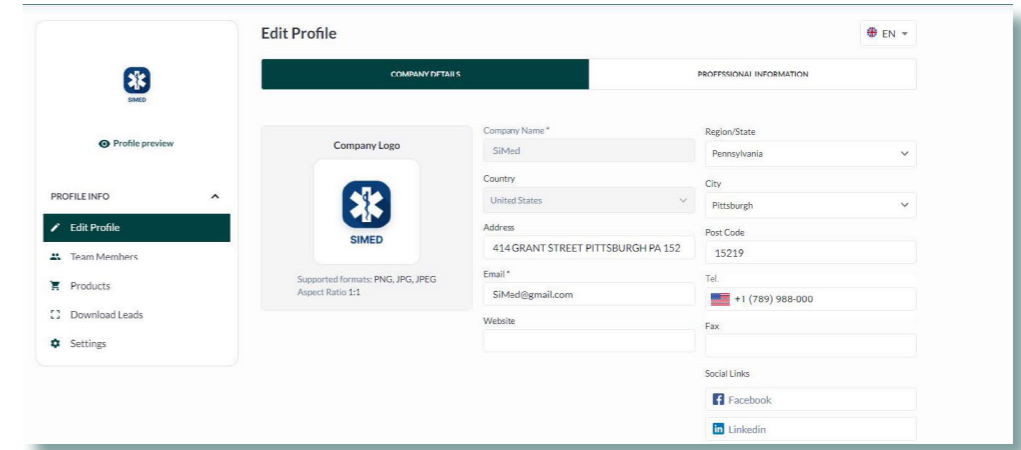 Edit Profile
EN
SIMED
Profile preview
PROFILE INFO
Edit Profile
Team Members
Products
Download Leads
Settings
COMPANY DETAILS
PROFESSIONAL INFORMATION
Company Logo
SIMED
Supported formats: PNG, JPG, JPEG
Aspect Ratio 1:1
Company Name *
SiMed
Country
United States
Address
414 GRANT STREET PITTSBURGH PA 152
Email *
SiMed@gmail.com
Website
Region/State
Pennsylvania
City
Pittsburgh
Post Code
15219
Tel.
+1 (789) 988-000
Fax
Social Links
Facebook
Linkedin